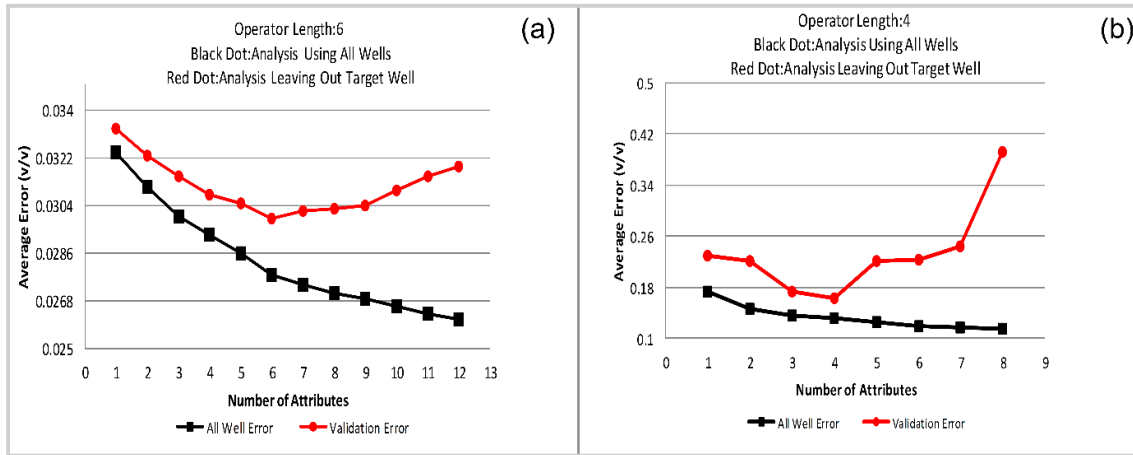 Operator Length:6
Black Dot:Analysis Using All Wells
Red Dot:Analysis Leaving Out Target Well
(a)
Average Error (v/v)
0.034
0.0322
0.0304
0.0286
0.0268
0.025
0 1 2 3 4 5 6 7 8 9 10 11 12 13
Number of Attributes
All Well Error Validation Error
Operator Length:4
Black Dot:Analysis Using All Wells
Red Dot:Analysis Leaving Out Target Well
(b)
Average Error (v/v)
0.5
0.42
0.34
0.26
0.18
0.1
0 1 2 3 4 5 6 7 8 9
Number of Attributes
All Well Error Validation Error